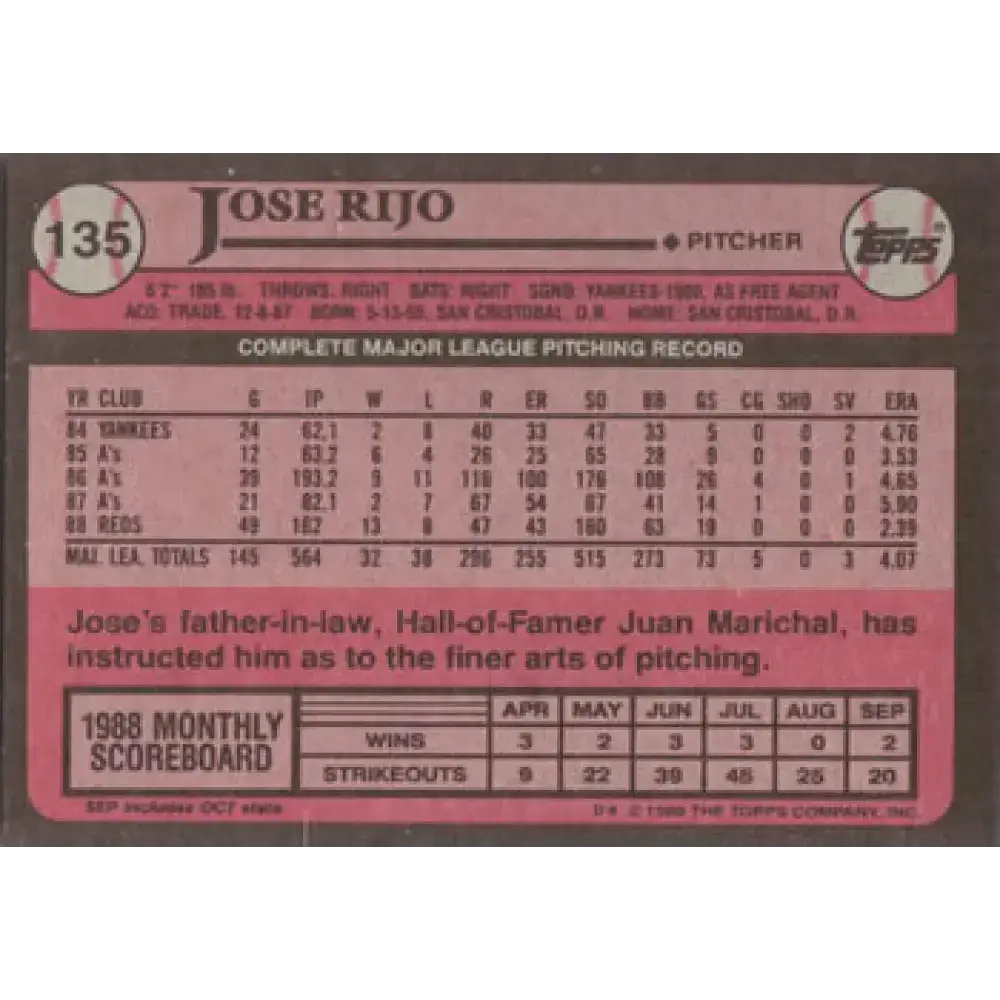 135
JOSE RIJO
PITCHER
Topps®
6'2" 185 lb. THROWS: RIGHT BATS: RIGHT SGND: YANKEES AS FREE AGENT
ACQ: TRADE, 12-8-87 BORN: SAN CRISTOBAL, D.R. HOME: SAN CRISTOBAL, D.R.
COMPLETE MAJOR LEAGUE PITCHING RECORD
YR CLUB G IP W L R ER SO BB GS CG SHO SV ERA
84 YANKEES 24 62.1 2 8 40 33 47 33 5 0 0 2 4.76
85 A's 12 63.2 6 4 26 25 65 28 9 0 0 0 3.53
86 A's 39 193.2 9 11 116 100 176 108 26 4 0 1 4.65
87 A's 21 82.1 2 7 67 54 67 41 14 1 0 0 5.90
88 REDS 49 162 13 8 47 43 160 63 19 0 0 0 2.39
MAJ. LEA. TOTALS 145 564 32 38 296 255 515 273 73 5 0 3 4.07
Jose's father-in-law, Hall-of-Famer Juan Marichal, has
instructed him as to the finer arts of pitching.
1988 MONTHLY
SCOREBOARD
APR MAY JUN JUL AUG SEP
WINS 3 2 3 3 0 2
STRIKEOUTS 9 22 39 45 25 20
SEP includes OCT stats
© 1989 THE TOPPS COMPANY, INC.